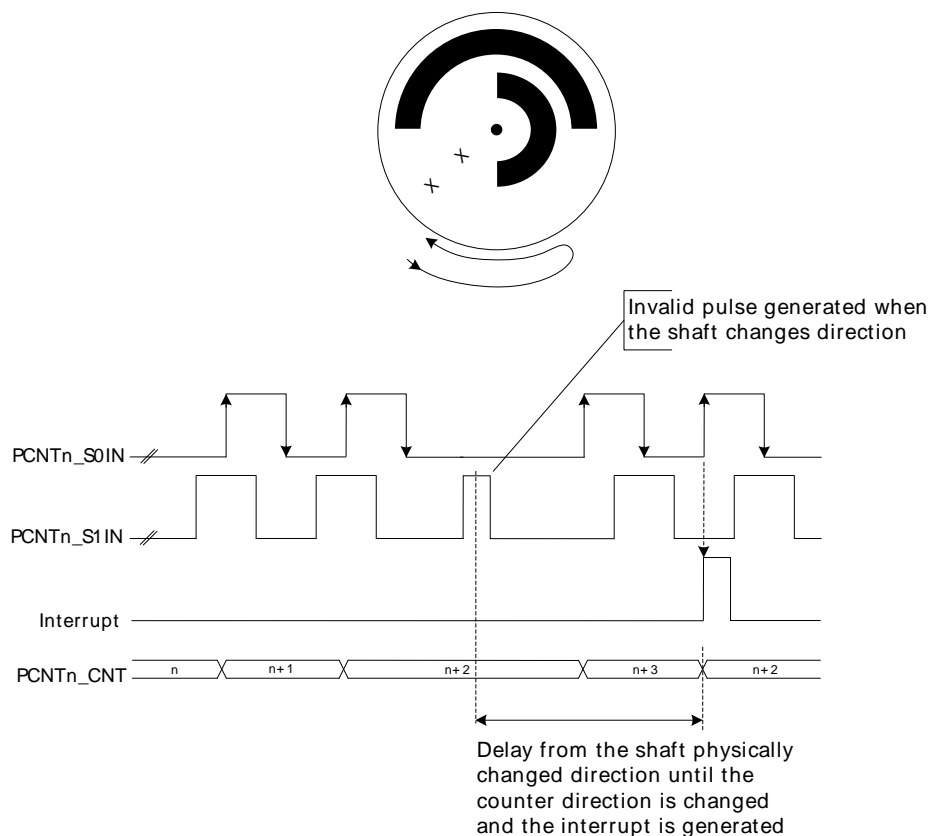 X
X
Invalid pulse generated when
the shaft changes direction
PCNTn_S0IN
PCNTn_S1IN
Interrupt
PCNTn_CNT
n
n+1
n+2
n+3
n+2
Delay from the shaft physically
changed direction until the
counter direction is changed
and the interrupt is generated